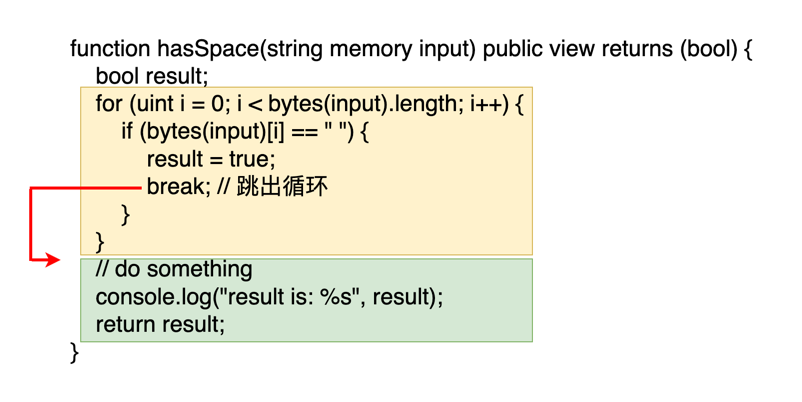 function hasSpace(string memory input) public view returns (bool) {
bool result;
for (uint i = 0; i < bytes(input).length; i++) {
if (bytes(input)[i] == " ") {
result = true;
break; // 跳出循环
}
}
// do something
console.log("result is: %s", result);
return result;
}